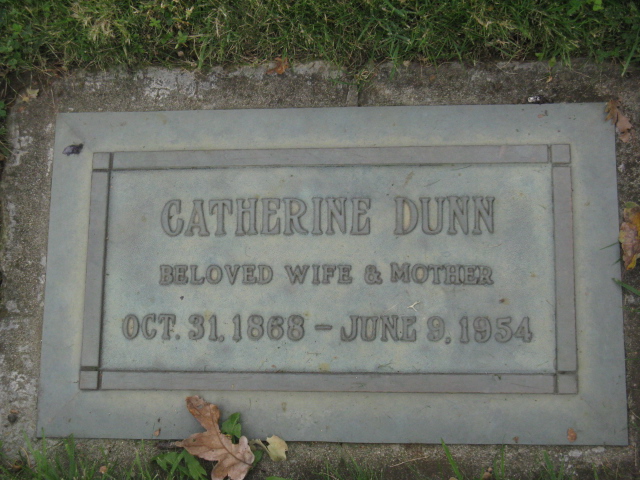 CATHERINE DUNN
BELOVED WIFE & MOTHER
OCT. 31, 1868 - JUNE 9, 1954